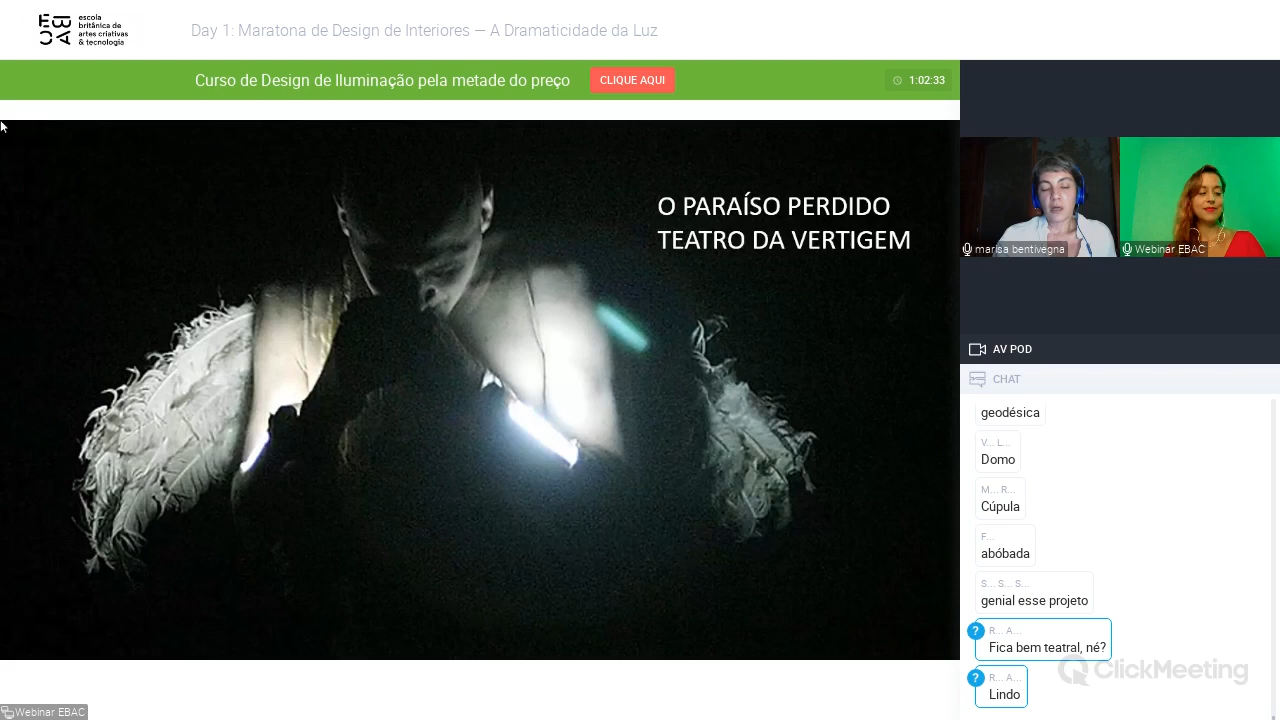 EBAC
escola
britânica de
artes criativas
& tecnologia
Day 1: Maratona de Design de Interiores — A Dramaticidade da Luz
Curso de Design de Iluminação pela metade do preço
CLIQUE AQUI
1:02:33
O PARAÍSO PERDIDO
TEATRO DA VERTIGEM
marisa bentivegna
Webinar EBAC
AV POD
CHAT
geodésica
V... L...
Domo
M... R...
Cúpula
F...
abóbada
S... S... S...
genial esse projeto
? R... A...
Fica bem teatral, né?
? R... A...
Lindo
ClickMeeting
Webinar EBAC